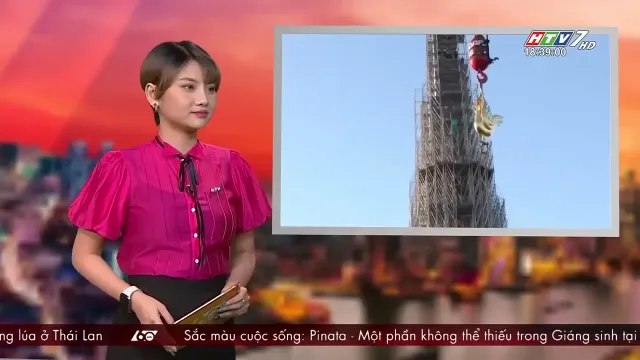 HTV7 HD
18:39:00
ng lúa ở Thái Lan 60 Sắc màu cuộc sống: Pinata - Một phần không thể thiếu trong Giáng sinh tại